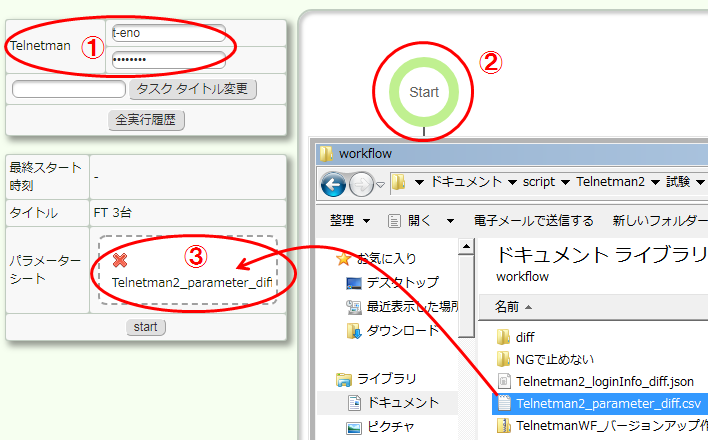 Telnetman
①
t-eno
••••••••
タスク タイトル変更
全実行履歴
最終スタート時刻
-
タイトル
FT 3台
パラメーターシート
③
Telnetman2_parameter_dif
start
②
Start
workflow
ドキュメント ▼ script ▼ Telnetman2 ▼ 試験
整理 ▼
開く ▼
電子メールで送信する
新しいフォルダー
お気に入り
デスクトップ
最近表示した場所
ダウンロード
ライブラリ
ドキュメント
ピクチャ
ドキュメント ライブラリ
workflow
名前
diff
NGで止めない
Telnetman2_loginInfo_diff.json
Telnetman2_parameter_diff.csv
TelnetmanWF_バージョンアップ作